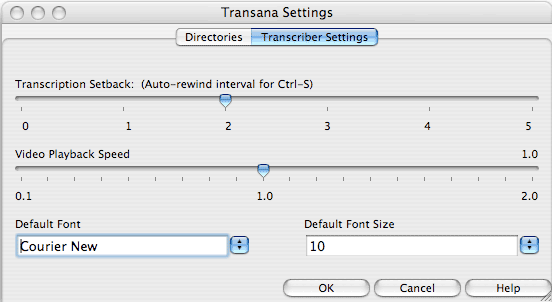 Transana Settings
Directories Transcriber Settings
Transcription Setback: (Auto-rewind interval for Ctrl-S)
0 1 2 3 4 5
Video Playback Speed 1.0
0.1 1.0 2.0
Default Font Default Font Size
Courier New 10
OK Cancel Help